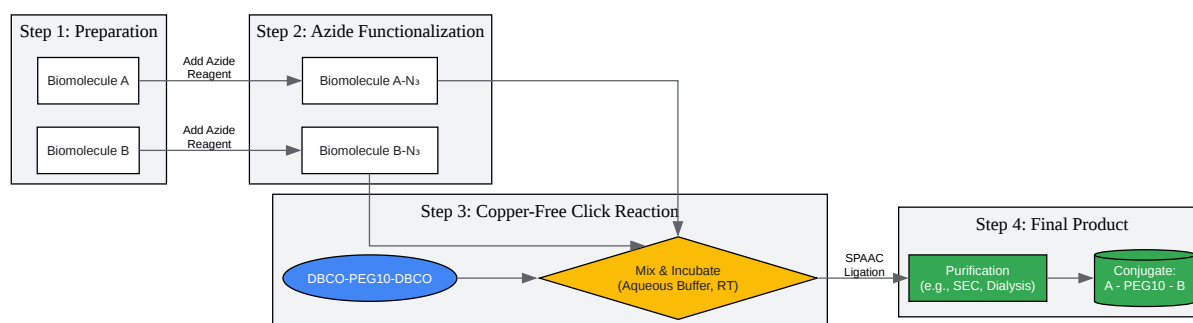 Step 1: Preparation
Biomolecule A
Biomolecule B
Add Azide
Reagent
Add Azide
Reagent
Step 2: Azide Functionalization
Biomolecule A-N₃
Biomolecule B-N₃
Step 3: Copper-Free Click Reaction
DBCO-PEG10-DBCO
Mix & Incubate
(Aqueous Buffer, RT)
SPAAC
Ligation
Step 4: Final Product
Purification
(e.g., SEC, Dialysis)
Conjugate:
A - PEG10 - B